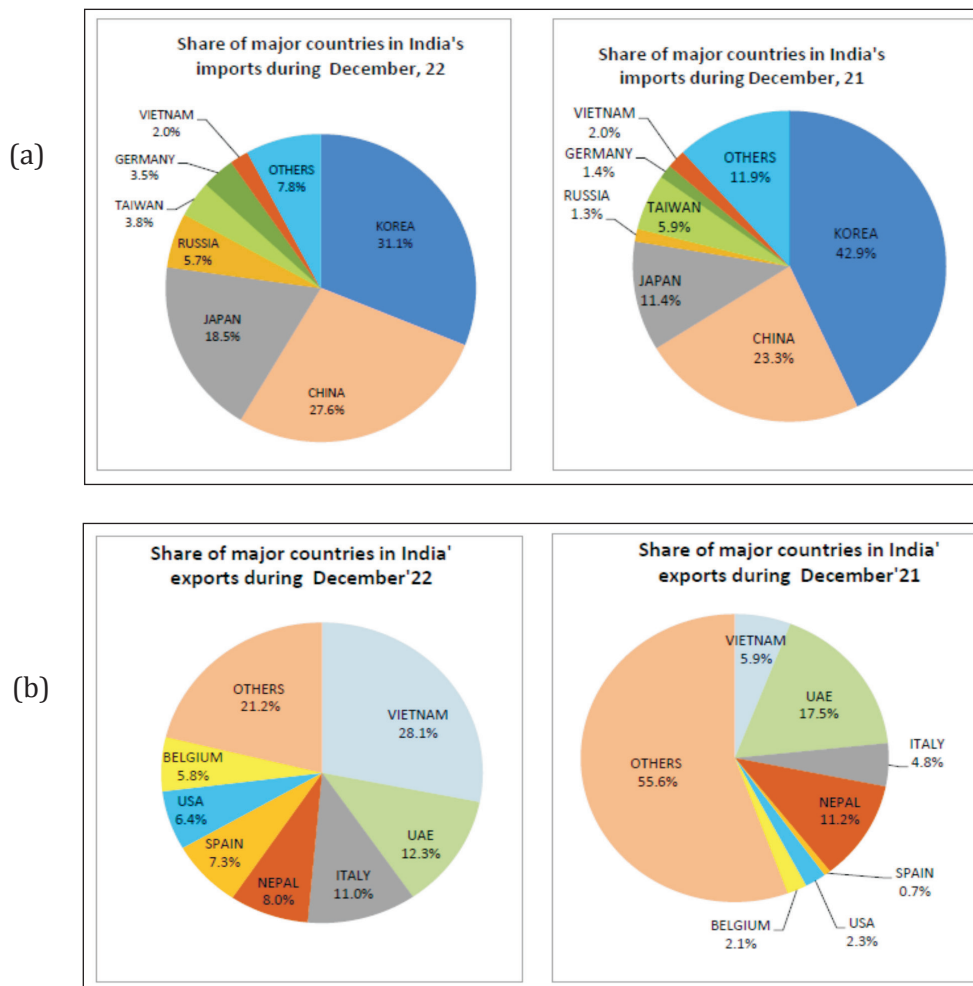 (a)
Share of major countries in India's
imports during December, 22
VIETNAM
2.0%
GERMANY
3.5%
TAIWAN
3.8%
RUSSIA
5.7%
JAPAN
18.5%
OTHERS
7.8%
KOREA
31.1%
CHINA
27.6%
Share of major countries in India's
imports during December, 21
VIETNAM
2.0%
GERMANY
1.4%
RUSSIA
1.3%
TAIWAN
5.9%
JAPAN
11.4%
OTHERS
11.9%
KOREA
42.9%
CHINA
23.3%
(b)
Share of major countries in India'
exports during December'22
OTHERS
21.2%
VIETNAM
28.1%
BELGIUM
5.8%
USA
6.4%
SPAIN
7.3%
NEPAL
8.0%
ITALY
11.0%
UAE
12.3%
Share of major countries in India'
exports during December'21
VIETNAM
5.9%
UAE
17.5%
ITALY
4.8%
OTHERS
55.6%
NEPAL
11.2%
SPAIN
0.7%
BELGIUM
2.1%
USA
2.3%